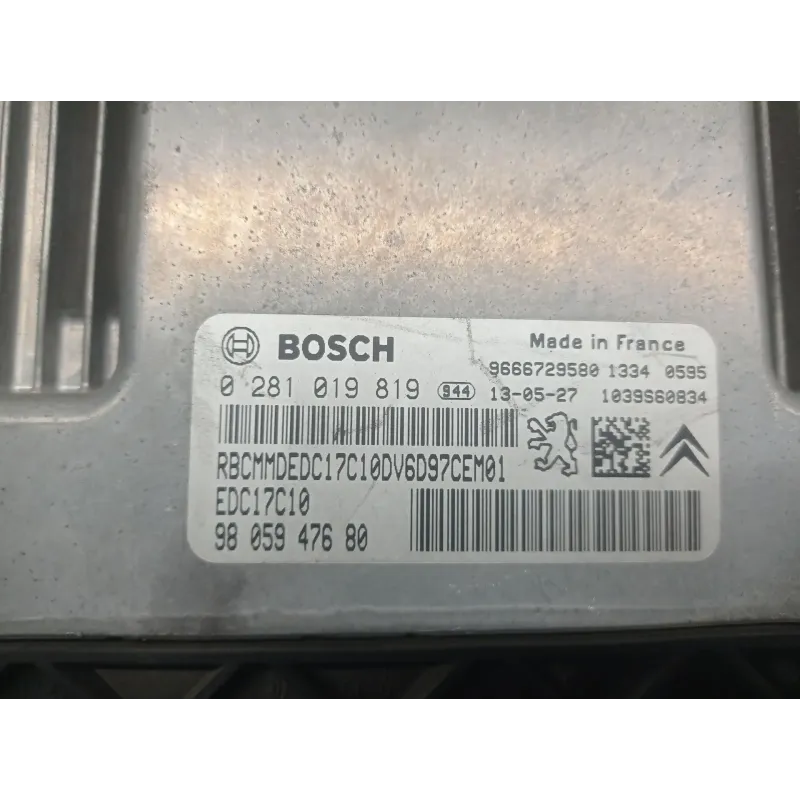 BOSCH
Made in France
9666729580 1334 0595
0 281 019 819 944 13-05-27 1039S60834
RBCMMDEDC17C10DV6D97CEM01
EDC17C10
98 059 476 80